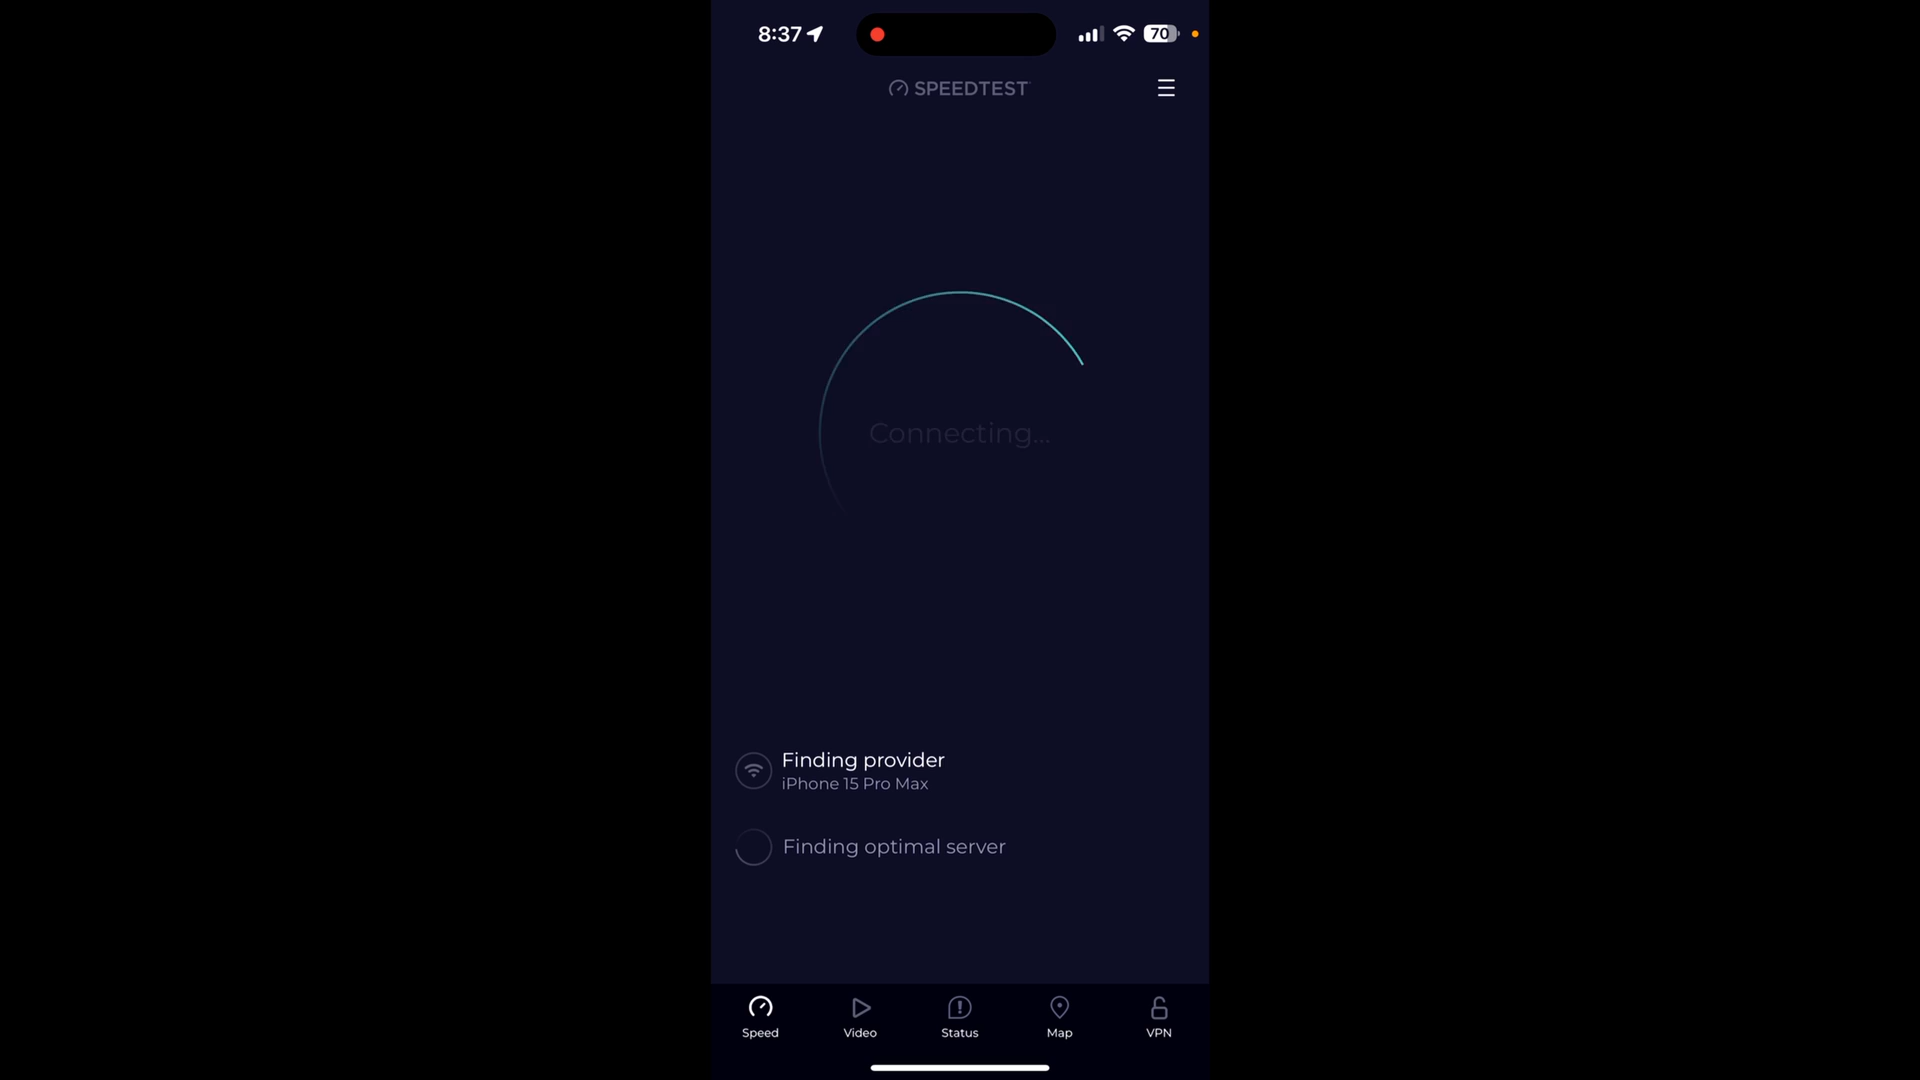 8:37
70
SPEEDTEST
Connecting...
Finding provider
iPhone 15 Pro Max
Finding optimal server
Speed
Video
Status
Map
VPN